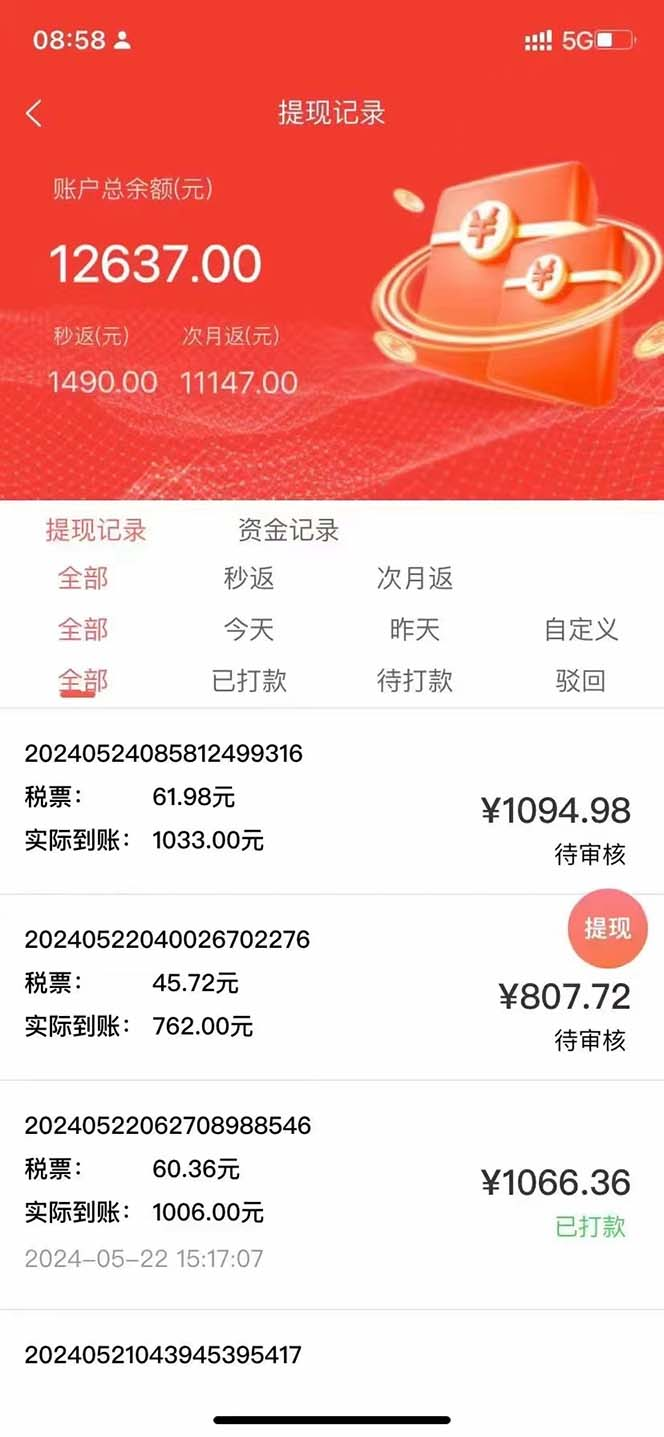 08:58
5G
提现记录
账户总余额(元)
12637.00
秒返(元) 次月返(元)
1490.00 11147.00
¥
¥
提现记录 资金记录
全部 秒返 次月返
全部 今天 昨天 自定义
全部 已打款 待打款 驳回
20240524085812499316
税票: 61.98元
¥1094.98
实际到账: 1033.00元
待审核
提现
20240522040026702276
税票: 45.72元
¥807.72
实际到账: 762.00元
待审核
20240522062708988546
税票: 60.36元
¥1066.36
实际到账: 1006.00元
已打款
2024-05-22 15:17:07
20240521043945395417